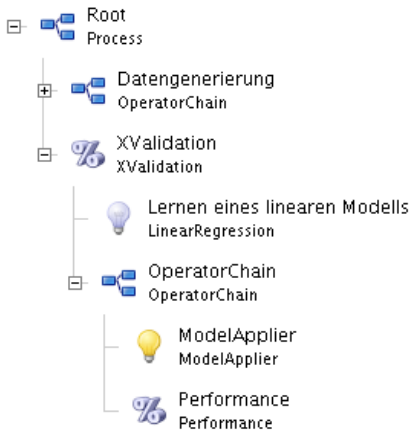 Root
Process
Datengenerierung
OperatorChain
XValidation
XValidation
Lernen eines linearen Modells
LinearRegression
OperatorChain
OperatorChain
ModelApplier
ModelApplier
Performance
Performance